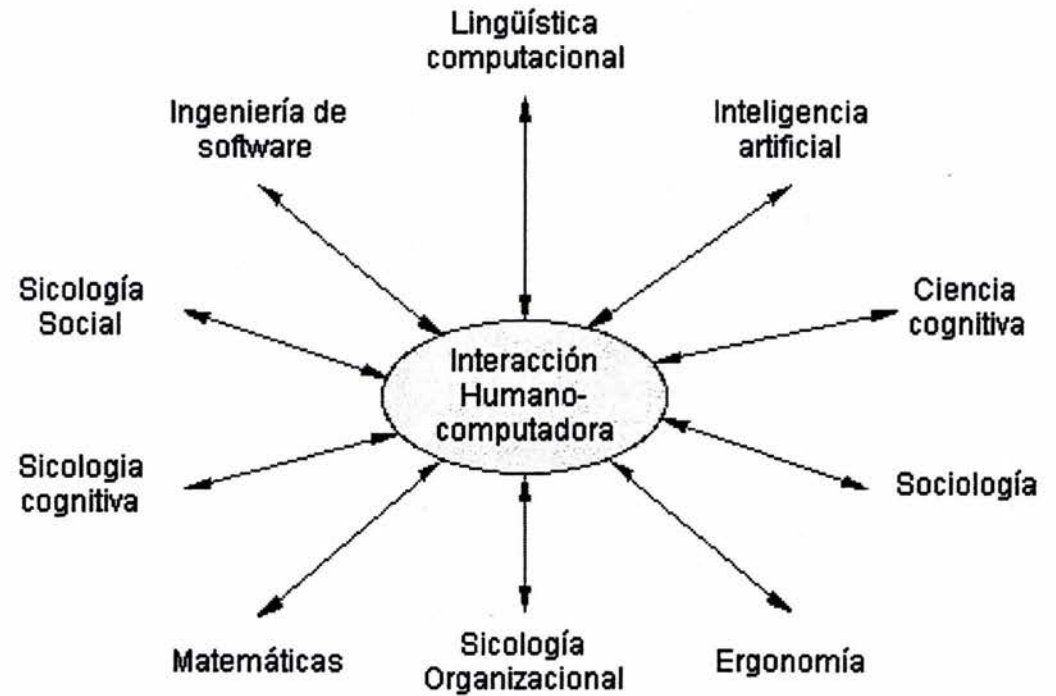 Lingüística
computacional
Ingeniería de
software
Inteligencia
artificial
Sicología
Social
Ciencia
cognitiva
Interacción
Humano-
computadora
Sicologia
cognitiva
Sociología
Matemáticas
Sicología
Organizacional
Ergonomía